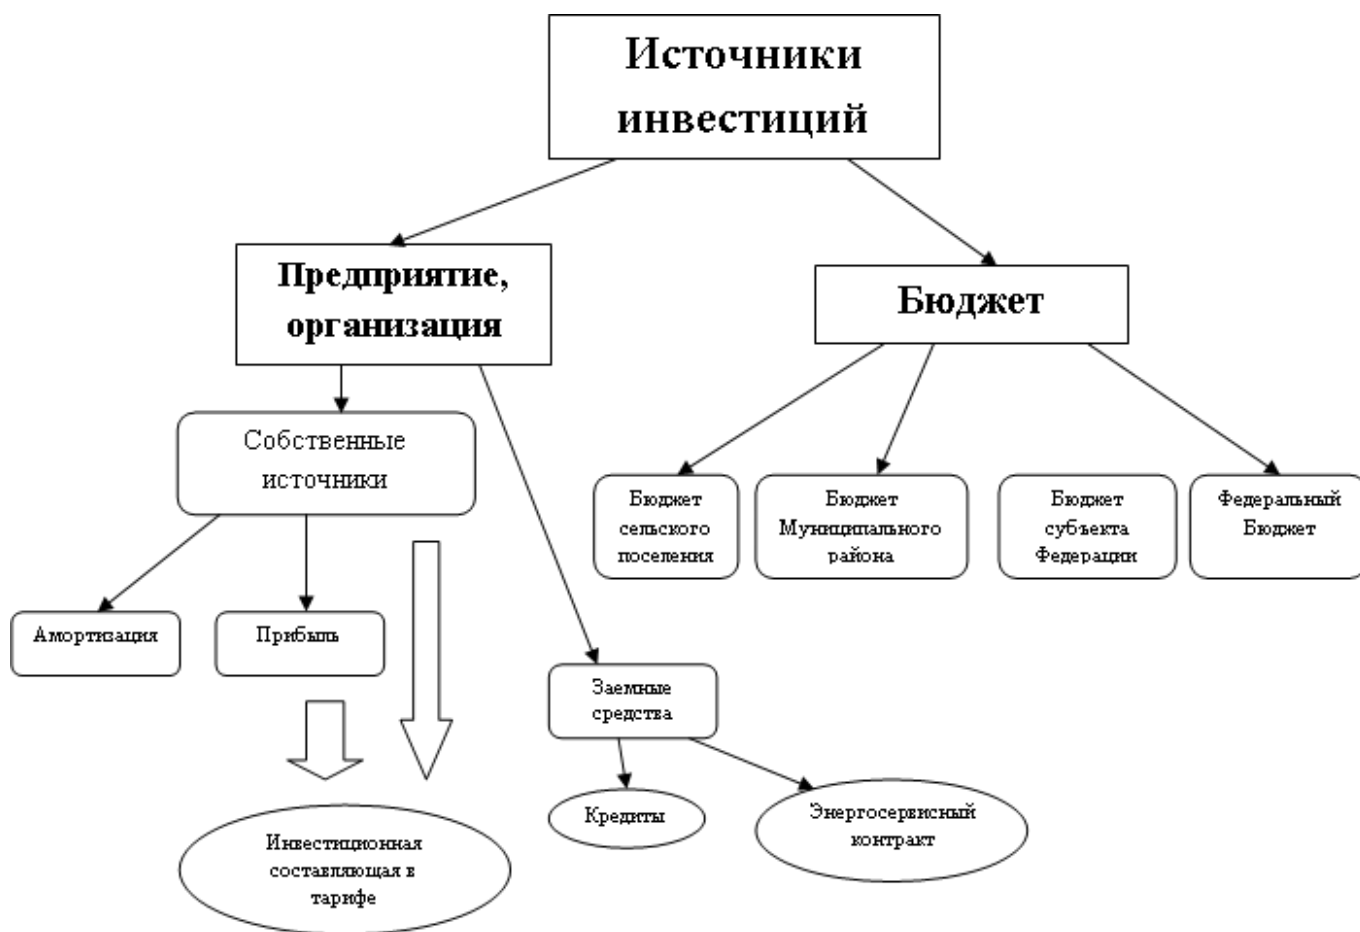 Источники
инвестиций
Предприятие,
организация
Бюджет
Собственные
источники
Бюджет
сельского
поселения
Бюджет
Муниципального
района
Бюджет
субъекта
Федерации
Федеральный
Бюджет
Амортизация
Прибыль
Заемные
средства
Кредиты
Энергосервисный
контракт
Инвестиционная
составляющая в
тарифе